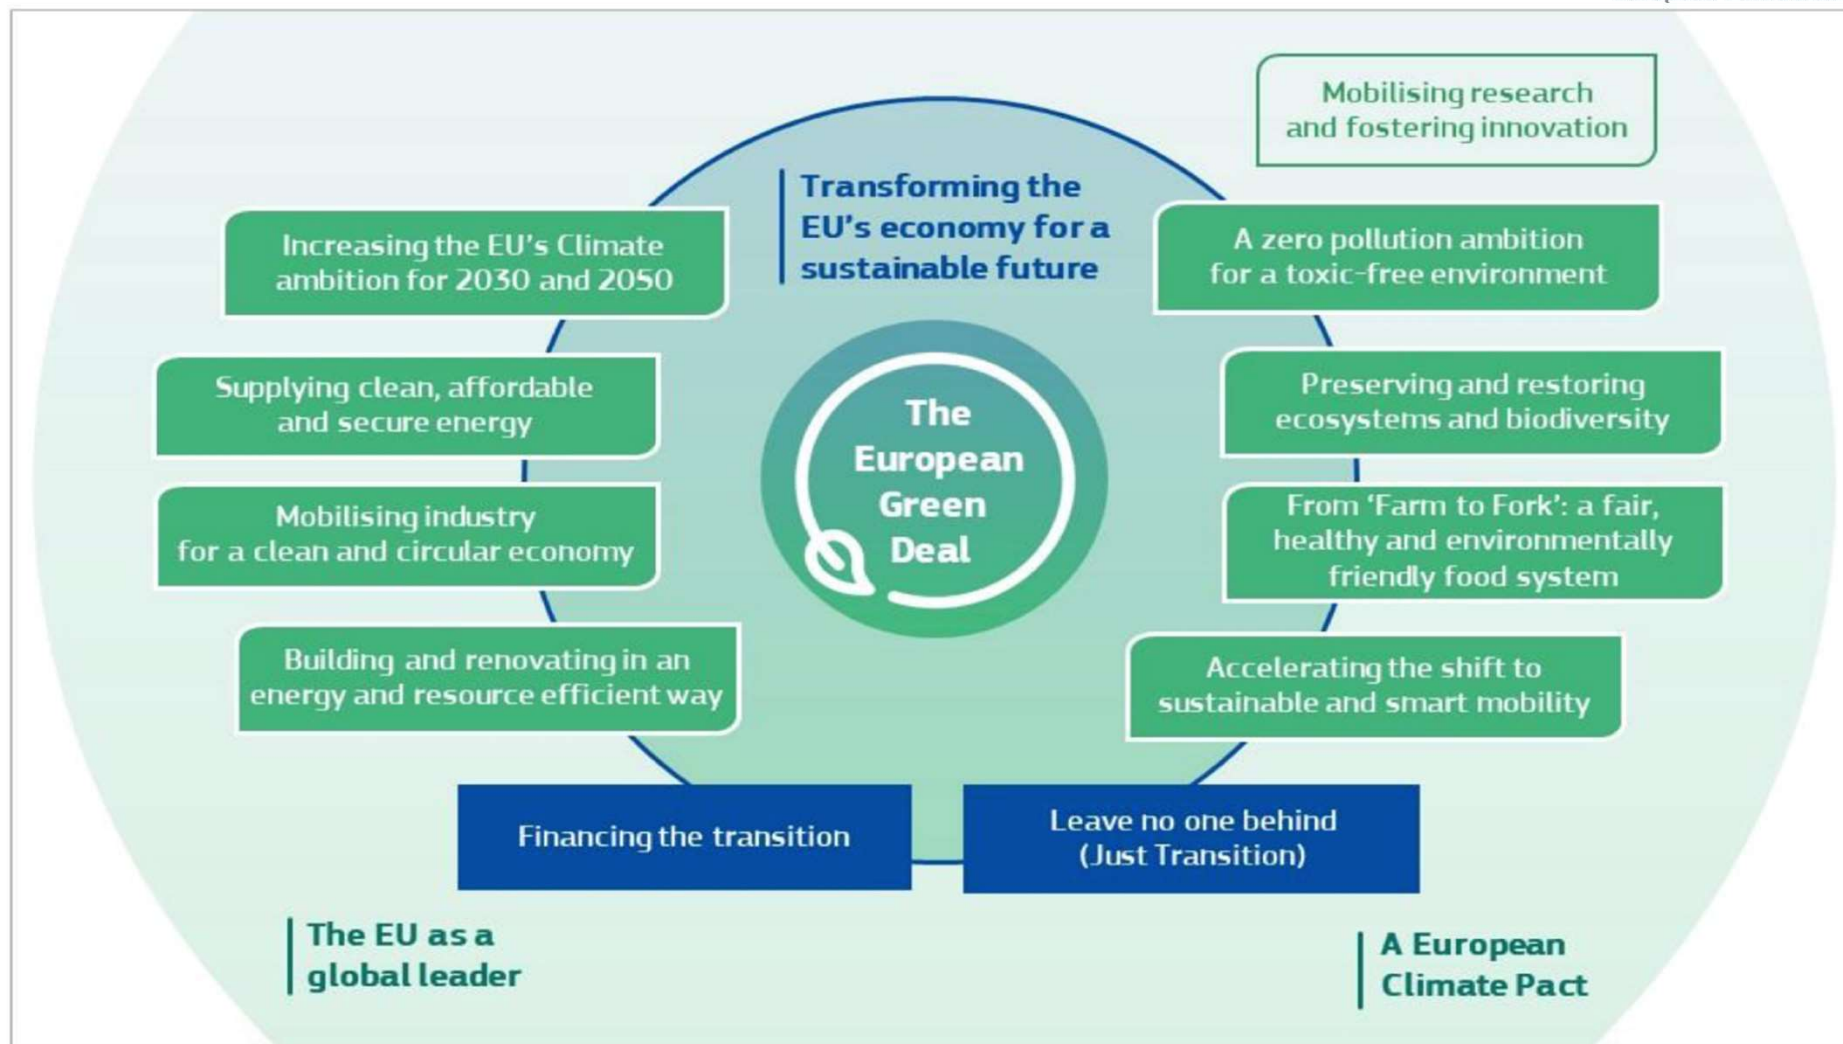 Mobilising research
and fostering innovation
Transforming the
EU's economy for a
sustainable future
Increasing the EU's Climate
ambition for 2030 and 2050
A zero pollution ambition
for a toxic-free environment
Supplying clean, affordable
and secure energy
Preserving and restoring
ecosystems and biodiversity
The
European
Green
Deal
Mobilising industry
for a clean and circular economy
From ‘Farm to Fork’: a fair,
healthy and environmentally
friendly food system
Building and renovating in an
energy and resource efficient way
Accelerating the shift to
sustainable and smart mobility
Financing the transition
Leave no one behind
(Just Transition)
The EU as a
global leader
A European
Climate Pact